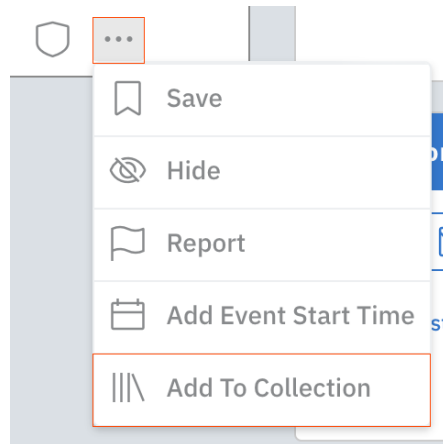 Save
Hide
Report
Add Event Start Time
Add To Collection